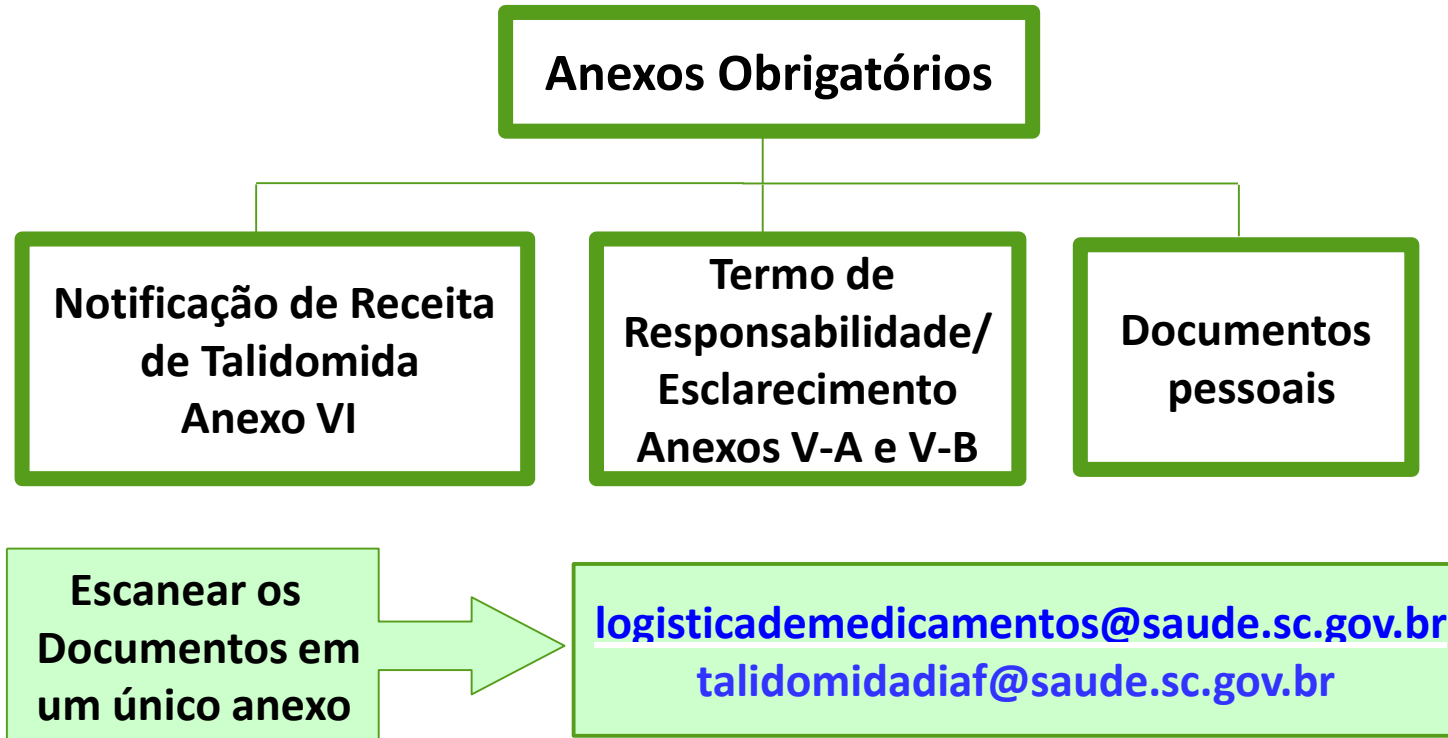 Anexos Obrigatórios
Notificação de Receita
de Talidomida
Anexo VI
Termo de
Responsabilidade/
Esclarecimento
Anexos V-A e V-B
Documentos
pessoais
Escanear os
Documentos em
um único anexo
logisticademedicamentos@saude.sc.gov.br
talidomidadiaf@saude.sc.gov.br